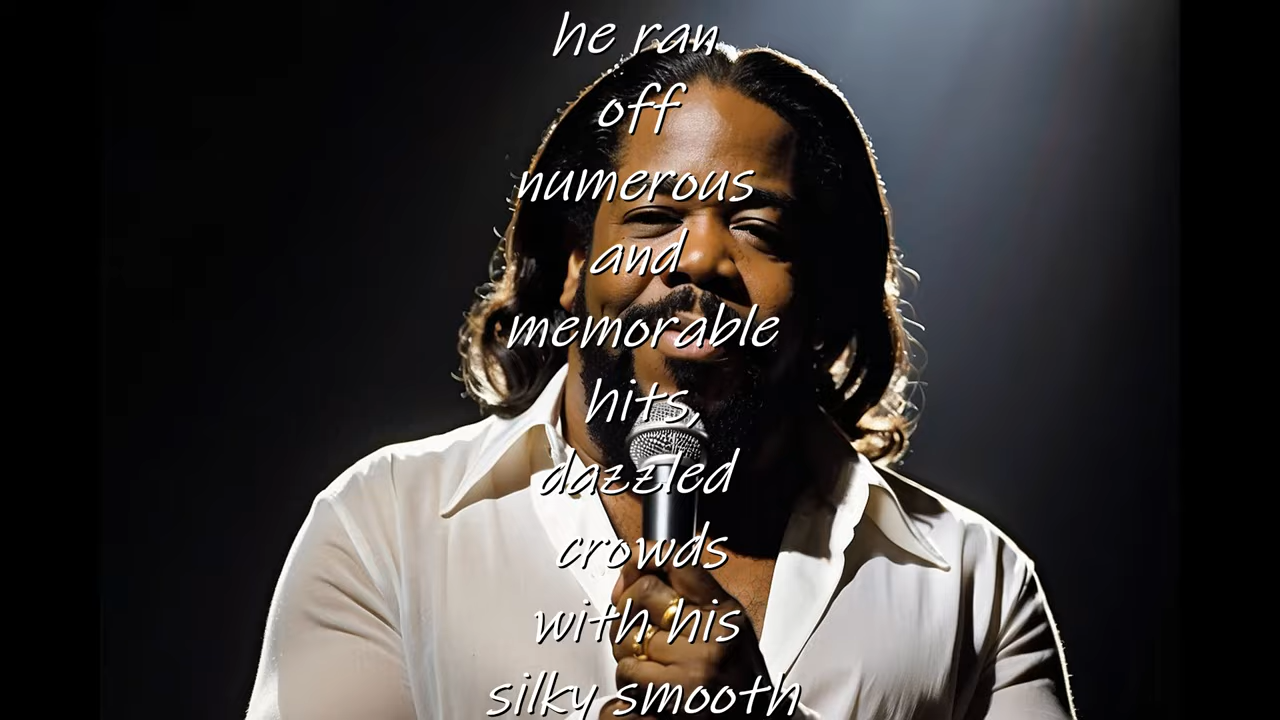 he ran
off
numerous
and
memorable
hits,
dazzled
crowds
with his
silky smooth